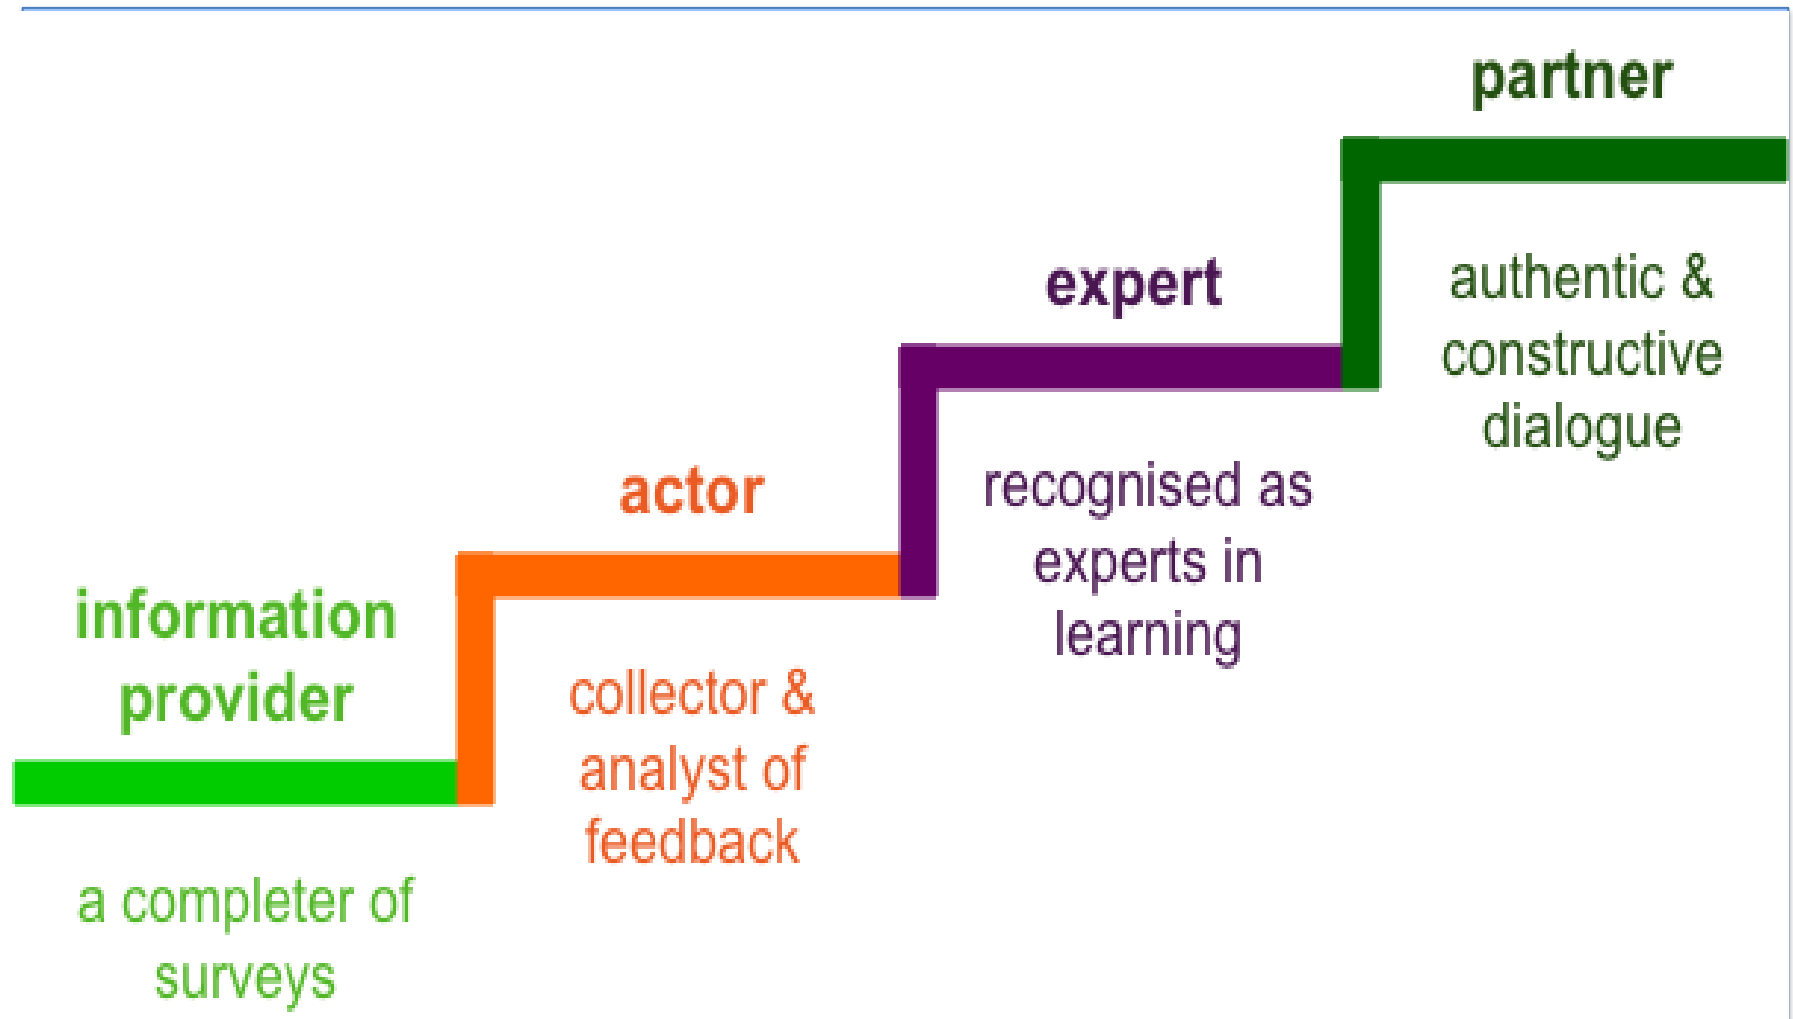 partner
authentic &
constructive
dialogue
expert
recognised as
experts in
learning
actor
collector &
analyst of
feedback
information
provider
a completer of
surveys